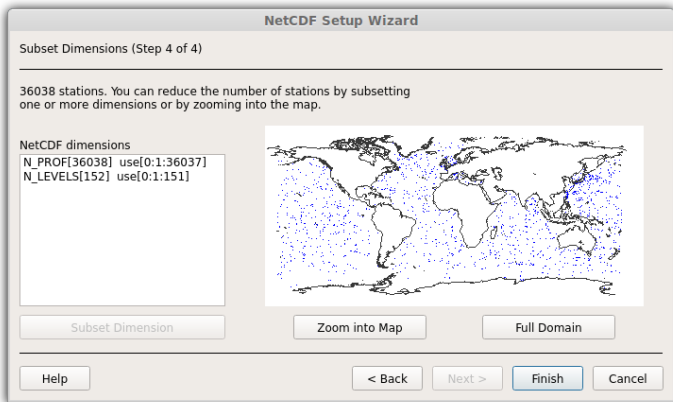 NetCDF Setup Wizard
Subset Dimensions (Step 4 of 4)
36038 stations. You can reduce the number of stations by subsetting
one or more dimensions or by zooming into the map.
NetCDF dimensions
N_PROF[36038]  use[0:1:36037]
N_LEVELS[152]  use[0:1:151]
Subset Dimension
Zoom into Map
Full Domain
Help
< Back
Next >
Finish
Cancel